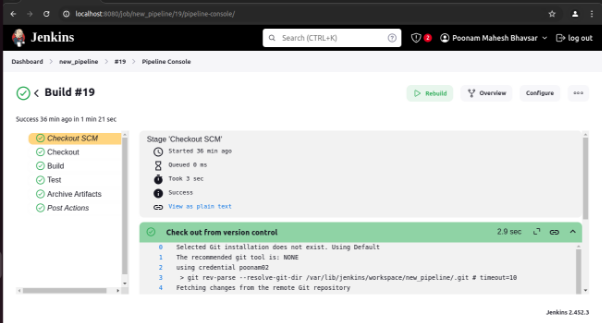 localhost:8080/job/new_pipeline/19/pipeline-console/
Jenkins
Search (CTRL+K)
2
Poonam Mahesh Bhavsar
log out
Dashboard > new_pipeline > #19 > Pipeline Console
Build #19
Rebuild
Overview
Configure
Success 36 min ago in 1 min 21 sec
Checkout SCM
Checkout
Build
Test
Archive Artifacts
Post Actions
Stage 'Checkout SCM'
Started 36 min ago
Queued 0 ms
Took 3 sec
Success
View as plain text
Check out from version control
2.9 sec
0 Selected Git installation does not exist. Using Default
1 The recommended git tool is: NONE
2 using credential poonam02
3 > git rev-parse --resolve-git-dir /var/lib/jenkins/workspace/new_pipeline/.git # timeout=10
4 Fetching changes from the remote Git repository
Jenkins 2.452.3